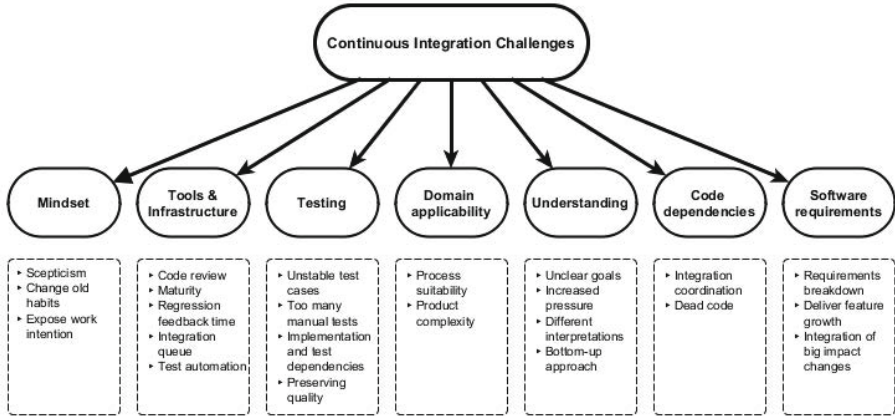 Continuous Integration Challenges
Mindset
Tools &
Infrastructure
Testing
Domain
applicability
Understanding
Code
dependencies
Software
requirements
‣ Scepticism
‣ Change old
habits
‣ Expose work
intention
‣ Code review
‣ Maturity
‣ Regression
feedback time
‣ Integration
queue
‣ Test automation
‣ Unstable test
cases
‣ Too many
manual tests
‣ Implementation
and test
dependencies
‣ Preserving
quality
‣ Process
suitability
‣ Product
complexity
‣ Unclear goals
‣ Increased
pressure
‣ Different
interpretations
‣ Bottom-up
approach
‣ Integration
coordination
‣ Dead code
‣ Requirements
breakdown
‣ Deliver feature
growth
‣ Integration of
big impact
changes